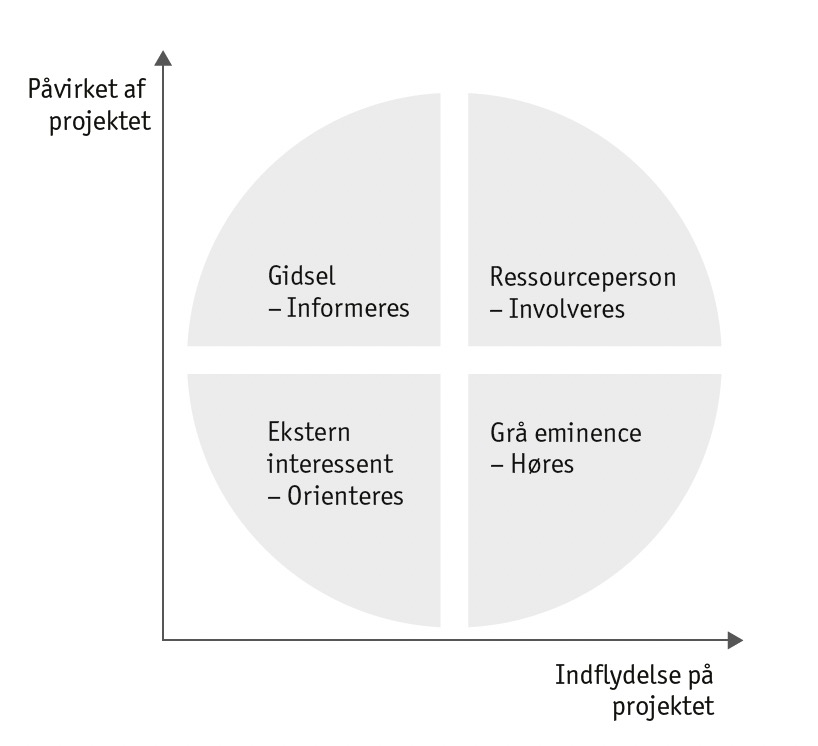 Påvirket af
projektet
Gidsel
– Informeres
Ressourceperson
– Involveres
Ekstern
interessent
– Orienteres
Grå eminence
– Høres
Indflydelse på
projektet